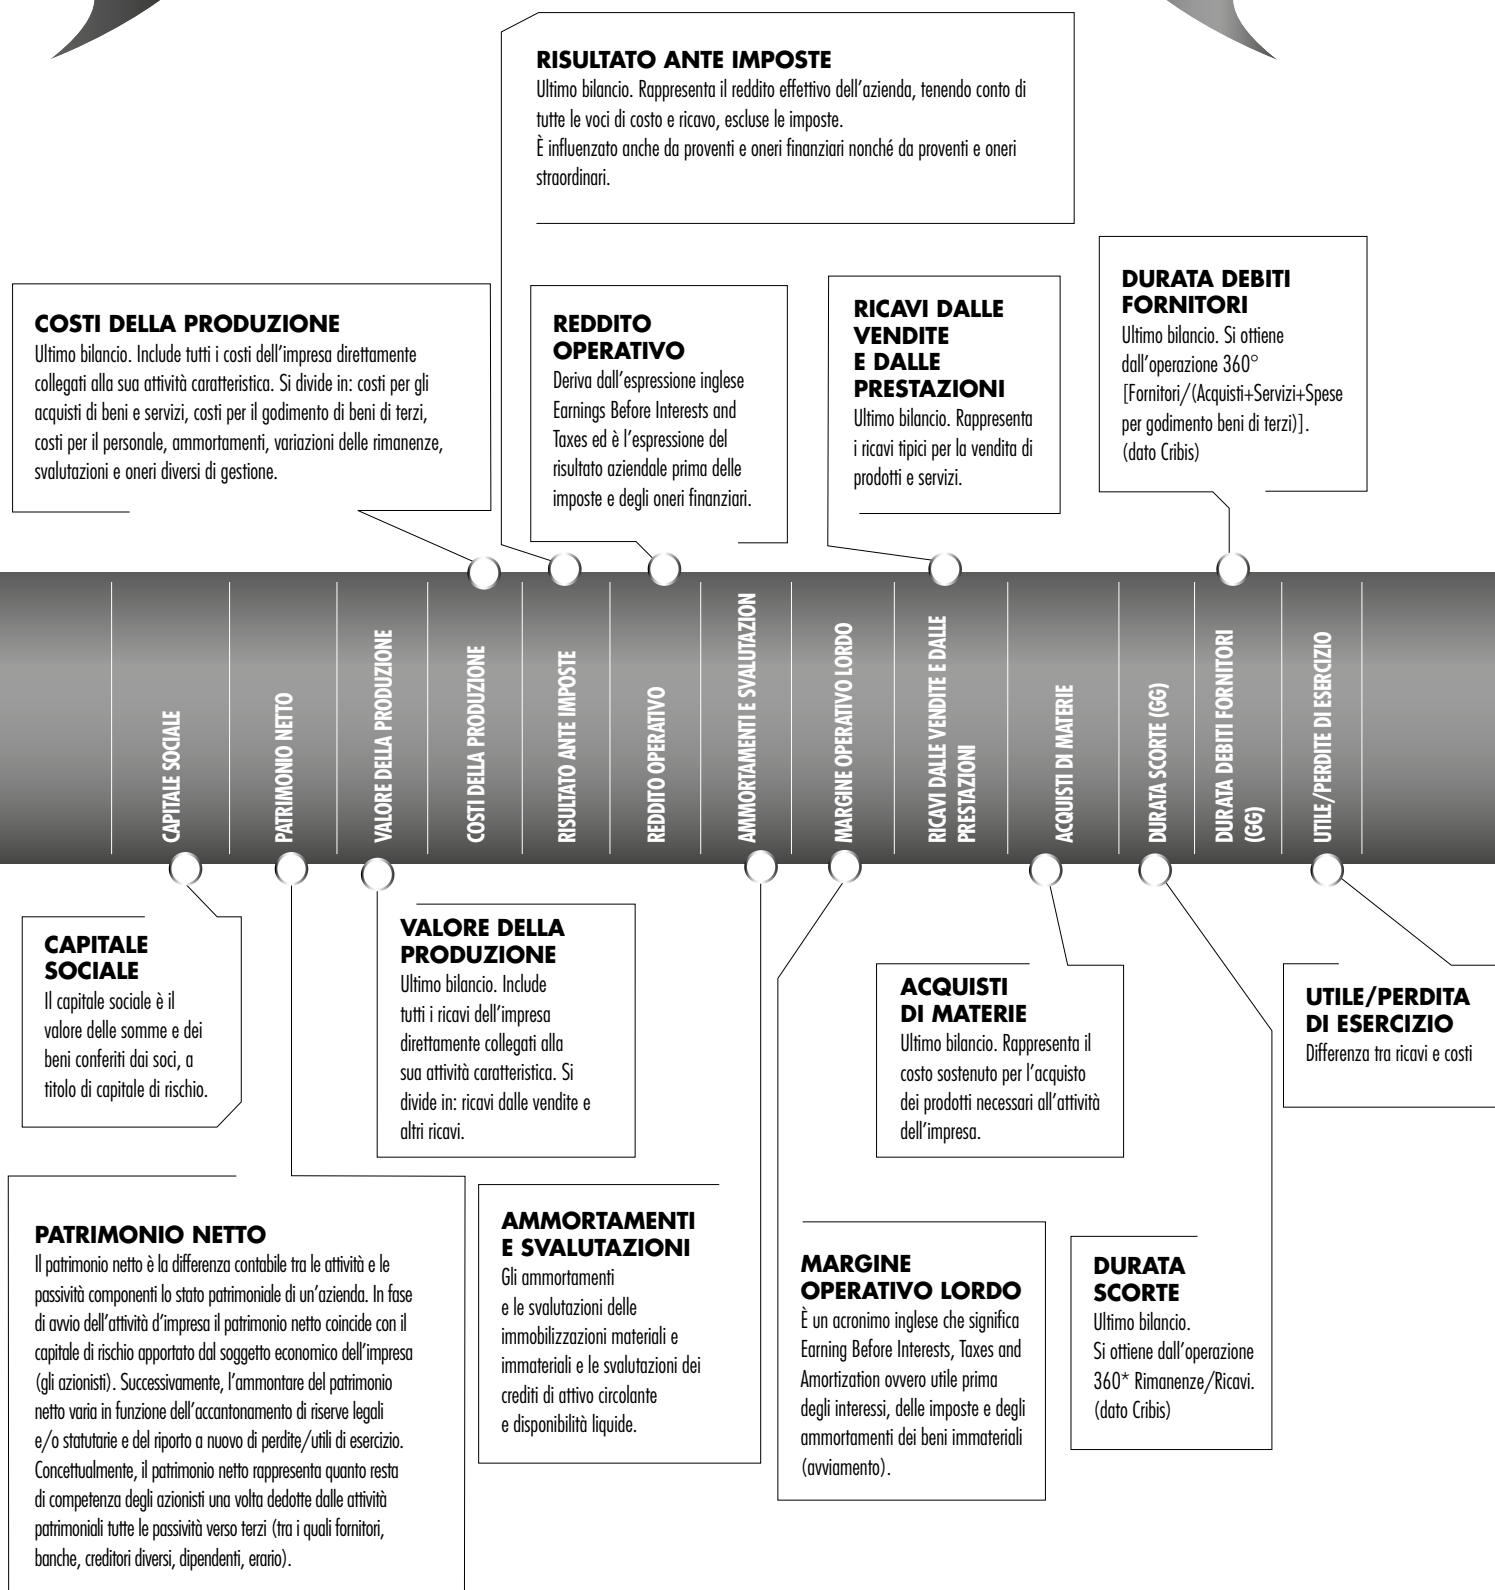 RISULTATO ANTE IMPOSTE
Ultimo bilancio. Rappresenta il reddito effettivo dell'azienda, tenendo conto di
tutte le voci di costo e ricavo, escluse le imposte.
È influenzato anche da proventi e oneri finanziari nonché da proventi e oneri
straordinari.
COSTI DELLA PRODUZIONE
Ultimo bilancio. Include tutti i costi dell'impresa direttamente
collegati alla sua attività caratteristica. Si divide in: costi per gli
acquisti di beni e servizi, costi per il godimento di beni di terzi,
costi per il personale, ammortamenti, variazioni delle rimanenze,
svalutazioni e oneri diversi di gestione.
REDDITO
OPERATIVO
Deriva dall'espressione inglese
Earnings Before Interests and
Taxes ed è l'espressione del
risultato aziendale prima delle
imposte e degli oneri finanziari.
RICAVI DALLE
VENDITE
E DALLE
PRESTAZIONI
Ultimo bilancio. Rappresenta
i ricavi tipici per la vendita di
prodotti e servizi.
DURATA DEBITI
FORNITORI
Ultimo bilancio. Si ottiene
dall'operazione 360°
[Fornitori/(Acquisti+Servizi+Spese
per godimento beni di terzi)].
(dato Cribis)
CAPITALE SOCIALE
PATRIMONIO NETTO
VALORE DELLA PRODUZIONE
COSTI DELLA PRODUZIONE
RISULTATO ANTE IMPOSTE
REDDITO OPERATIVO
AMMORTAMENTI E SVALUTAZION
MARGINE OPERATIVO LORDO
RICAVI DALLE VENDITE E DALLE
PRESTAZIONI
ACQUISTI DI MATERIE
DURATA SCORTE (GG)
DURATA DEBITI FORNITORI
(GG)
UTILE/PERDITE DI ESERCIZIO
CAPITALE
SOCIALE
Il capitale sociale è il
valore delle somme e dei
beni conferiti dai soci, a
titolo di capitale di rischio.
VALORE DELLA
PRODUZIONE
Ultimo bilancio. Include
tutti i ricavi dell'impresa
direttamente collegati alla
sua attività caratteristica. Si
divide in: ricavi dalle vendite e
altri ricavi.
ACQUISTI
DI MATERIE
Ultimo bilancio. Rappresenta il
costo sostenuto per l'acquisto
dei prodotti necessari all'attività
dell'impresa.
UTILE/PERDITA
DI ESERCIZIO
Differenza tra ricavi e costi
PATRIMONIO NETTO
Il patrimonio netto è la differenza contabile tra le attività e le
passività componenti lo stato patrimoniale di un'azienda. In fase
di avvio dell'attività d'impresa il patrimonio netto coincide con il
capitale di rischio apportato dal soggetto economico dell'impresa
(gli azionisti). Successivamente, l'ammontare del patrimonio
netto varia in funzione dell'accantonamento di riserve legali
e/o statutarie e del riporto a nuovo di perdite/utili di esercizio.
Concettualmente, il patrimonio netto rappresenta quanto resta
di competenza degli azionisti una volta dedotte dalle attività
patrimoniali tutte le passività verso terzi (tra i quali fornitori,
banche, creditori diversi, dipendenti, erario).
AMMORTAMENTI
E SVALUTAZIONI
Gli ammortamenti
e le svalutazioni delle
immobilizzazioni materiali e
immateriali e le svalutazioni dei
crediti di attivo circolante
e disponibilità liquide.
MARGINE
OPERATIVO LORDO
È un acronimo inglese che significa
Earning Before Interests, Taxes and
Amortization ovvero utile prima
degli interessi, delle imposte e degli
ammortamenti dei beni immateriali
(avviamento).
DURATA
SCORTE
Ultimo bilancio.
Si ottiene dall'operazione
360* Rimanenze/Ricavi.
(dato Cribis)